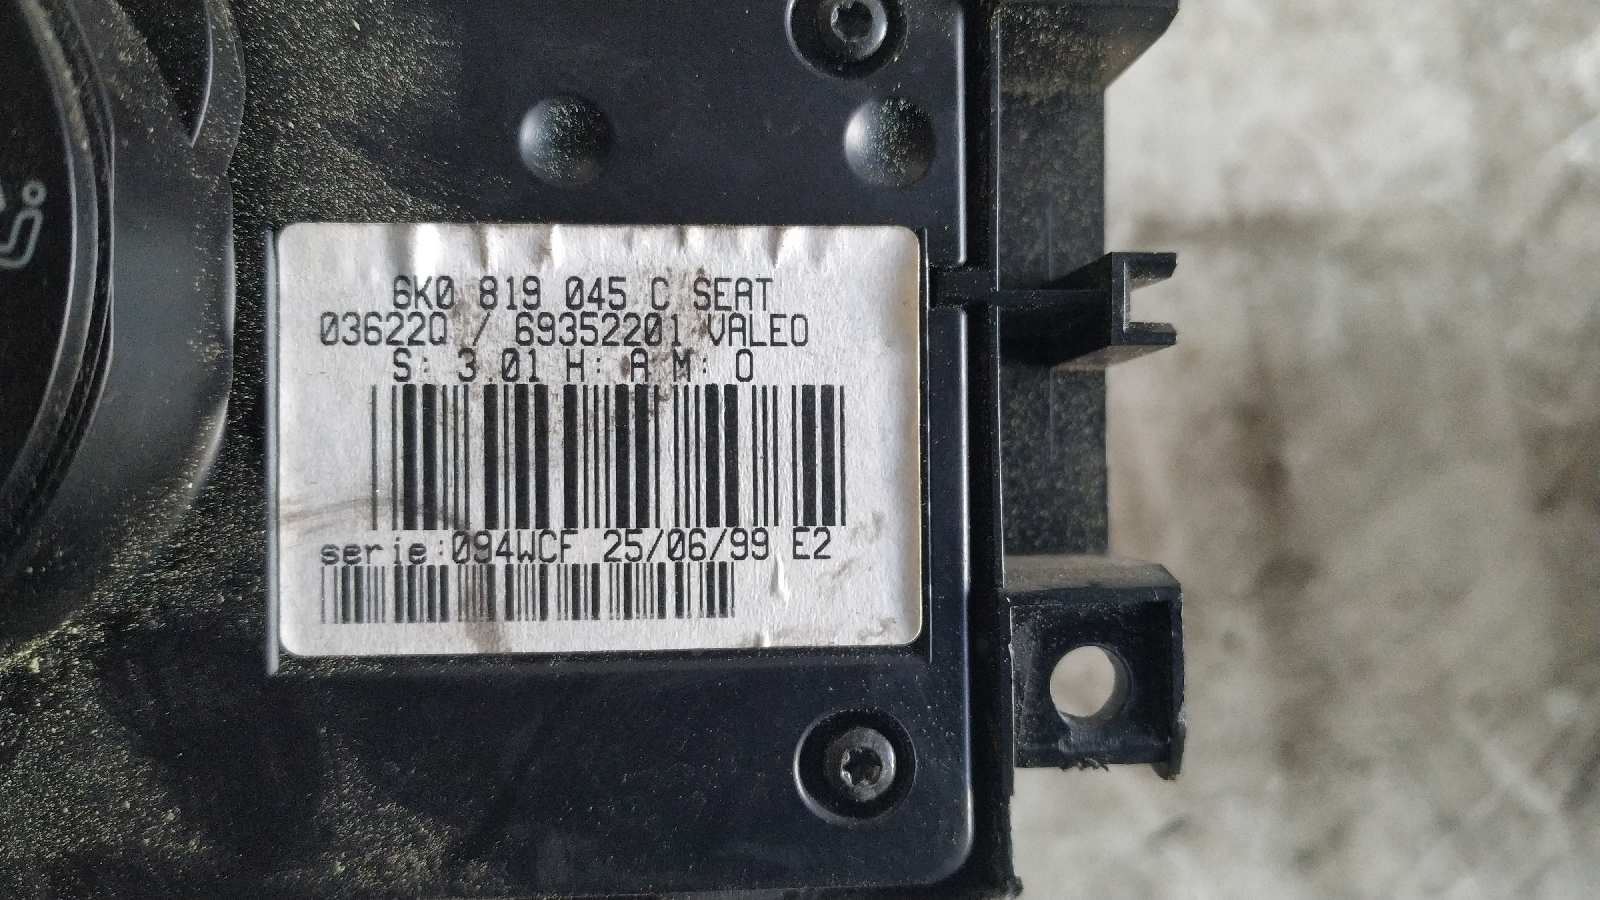 6K0 819 045 C SEAT
03622Q / 69352201 VALEO
S: 3.01 H: A M: 0
serie:094WCF 25/06/99 E2